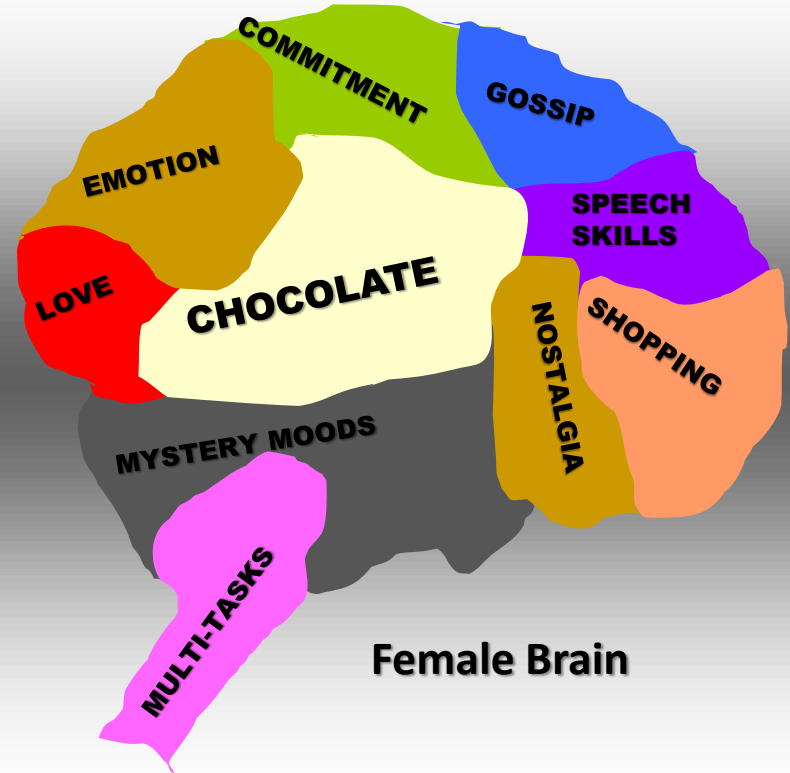 COMMITMENT
GOSSIP
EMOTION
SPEECH
SKILLS
LOVE
CHOCOLATE
NOSTALGIA
SHOPPING
MYSTERY MOODS
MULTI-TASKS
Female Brain